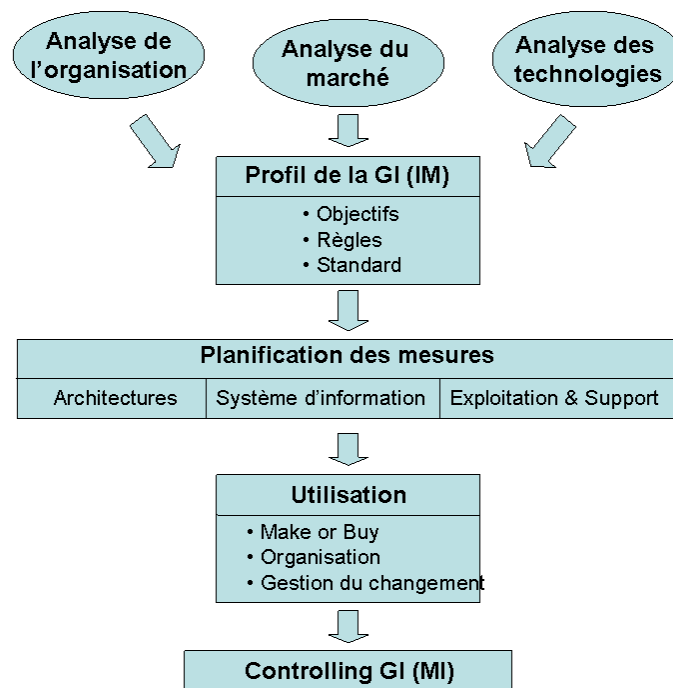 Analyse de
l'organisation
Analyse du
marché
Analyse des
technologies
Profil de la GI (IM)
• Objectifs
• Règles
• Standard
Planification des mesures
Architectures
Système d'information
Exploitation & Support
Utilisation
• Make or Buy
• Organisation
• Gestion du changement
Controlling GI (MI)